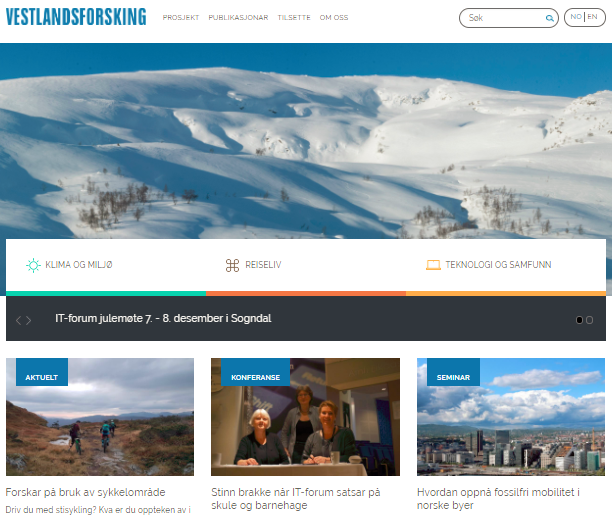 VESTLANDSFORSKING
PROSJEKT PUBLIKASJONAR TILSETTE OM OSS
Søk
NO | EN
KLIMA OG MILJØ
REISELIV
TEKNOLOGI OG SAMFUNN
IT-forum julemøte 7. - 8. desember i Sogndal
AKTUELT
KONFERANSE
SEMINAR
Forskar på bruk av sykkelområde
Driv du med stisykling? Kva er du oppteken av i
Stinn brakke når IT-forum satsar på
skule og barnehage
Hvordan oppnå fossilfri mobilitet i
norske byer